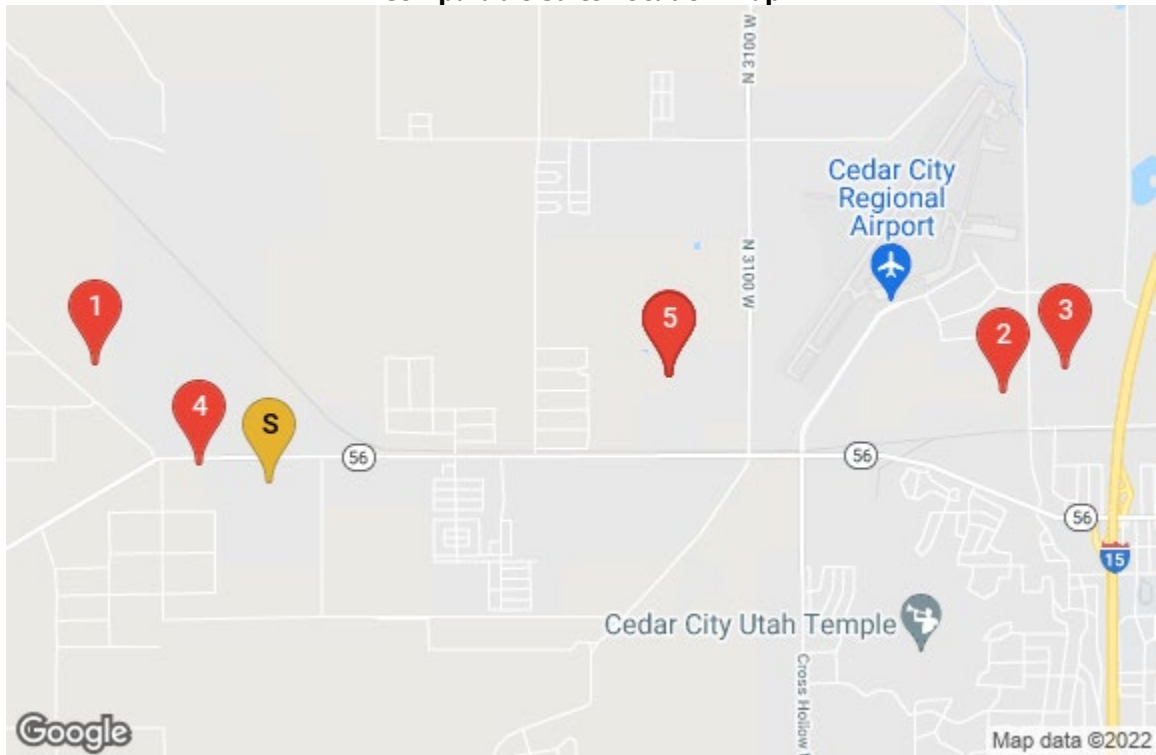 N 3100 W
Cedar City
Regional
Airport
N 3100 W
1
5
2
3
4
S
56
56
56
15
Cedar City Utah Temple
Cross Hollow
Google
Map data ©2022